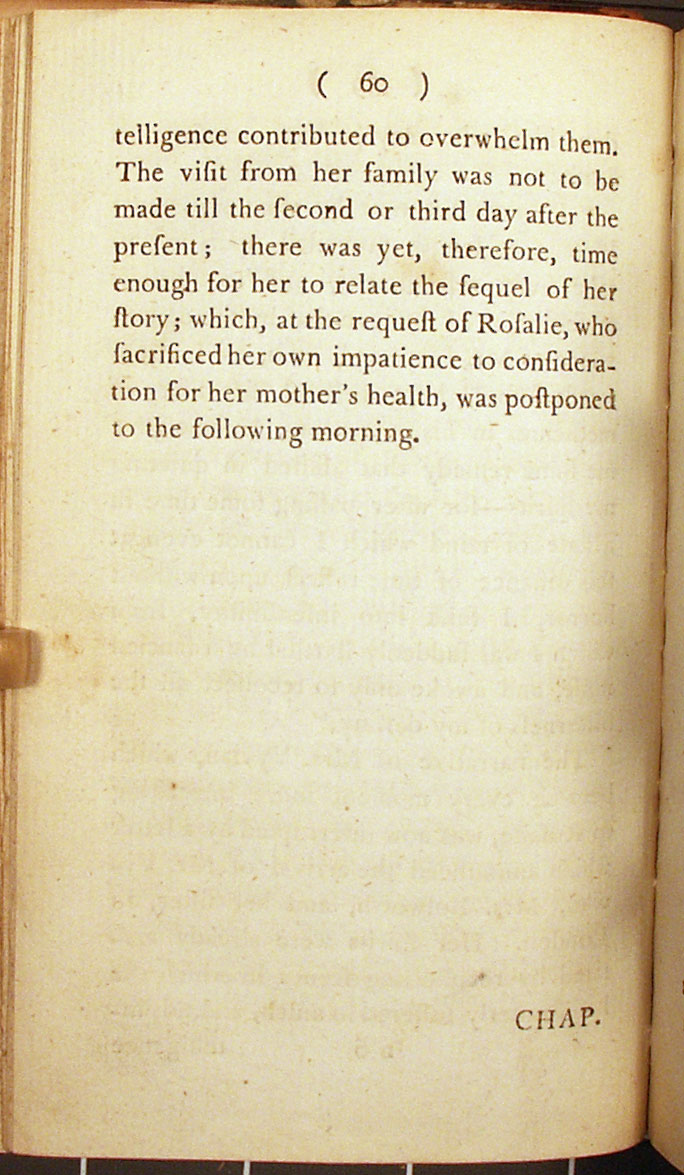 ( 60 )
telligence contributed to overwhelm them.
The viſit from her family was not to be
made till the ſecond or third day after the
preſent; there was yet, therefore, time
enough for her to relate the ſequel of her
ſtory; which, at the requeſt of Roſalie, who
ſacrificed her own impatience to conſidera-
tion for her mother's health, was poſtponed
to the following morning.
CHAP.